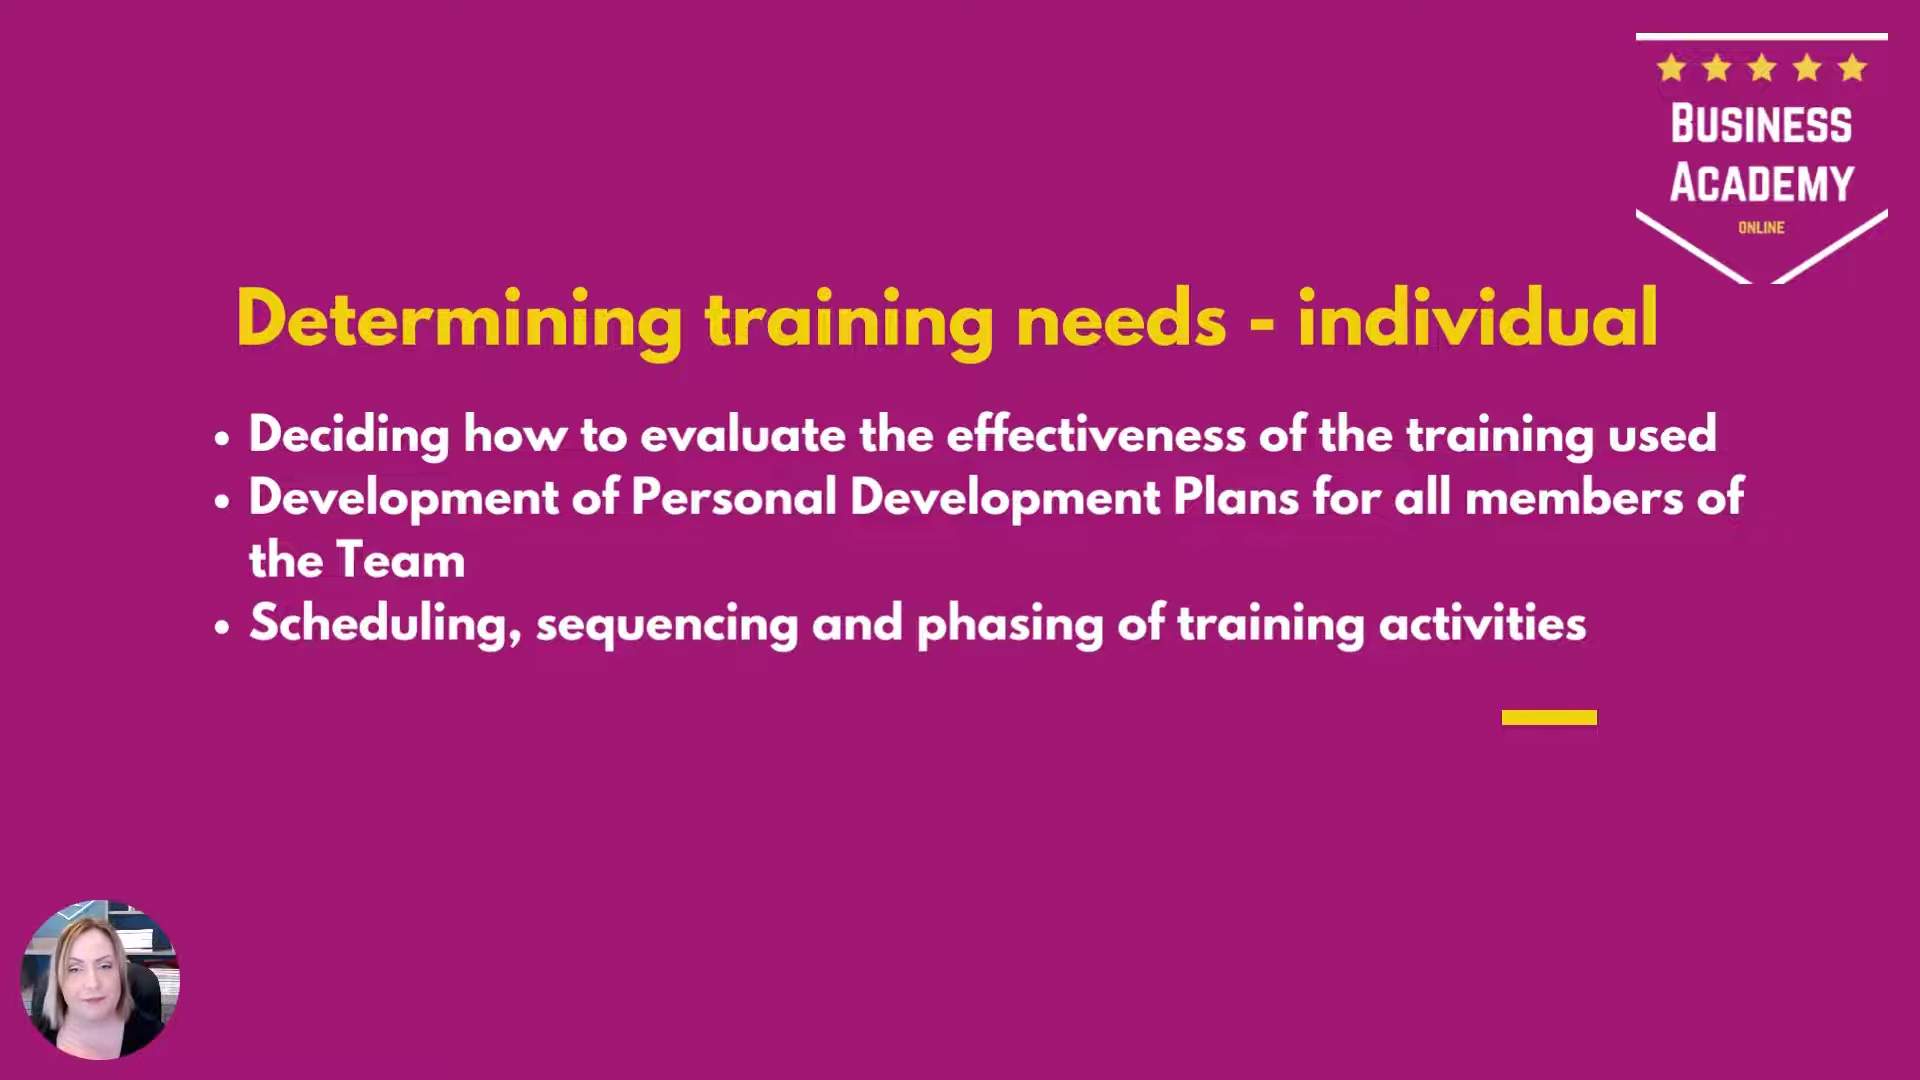 BUSINESS
ACADEMY
ONLINE
Determining training needs - individual
• Deciding how to evaluate the effectiveness of the training used
• Development of Personal Development Plans for all members of
the Team
• Scheduling, sequencing and phasing of training activities